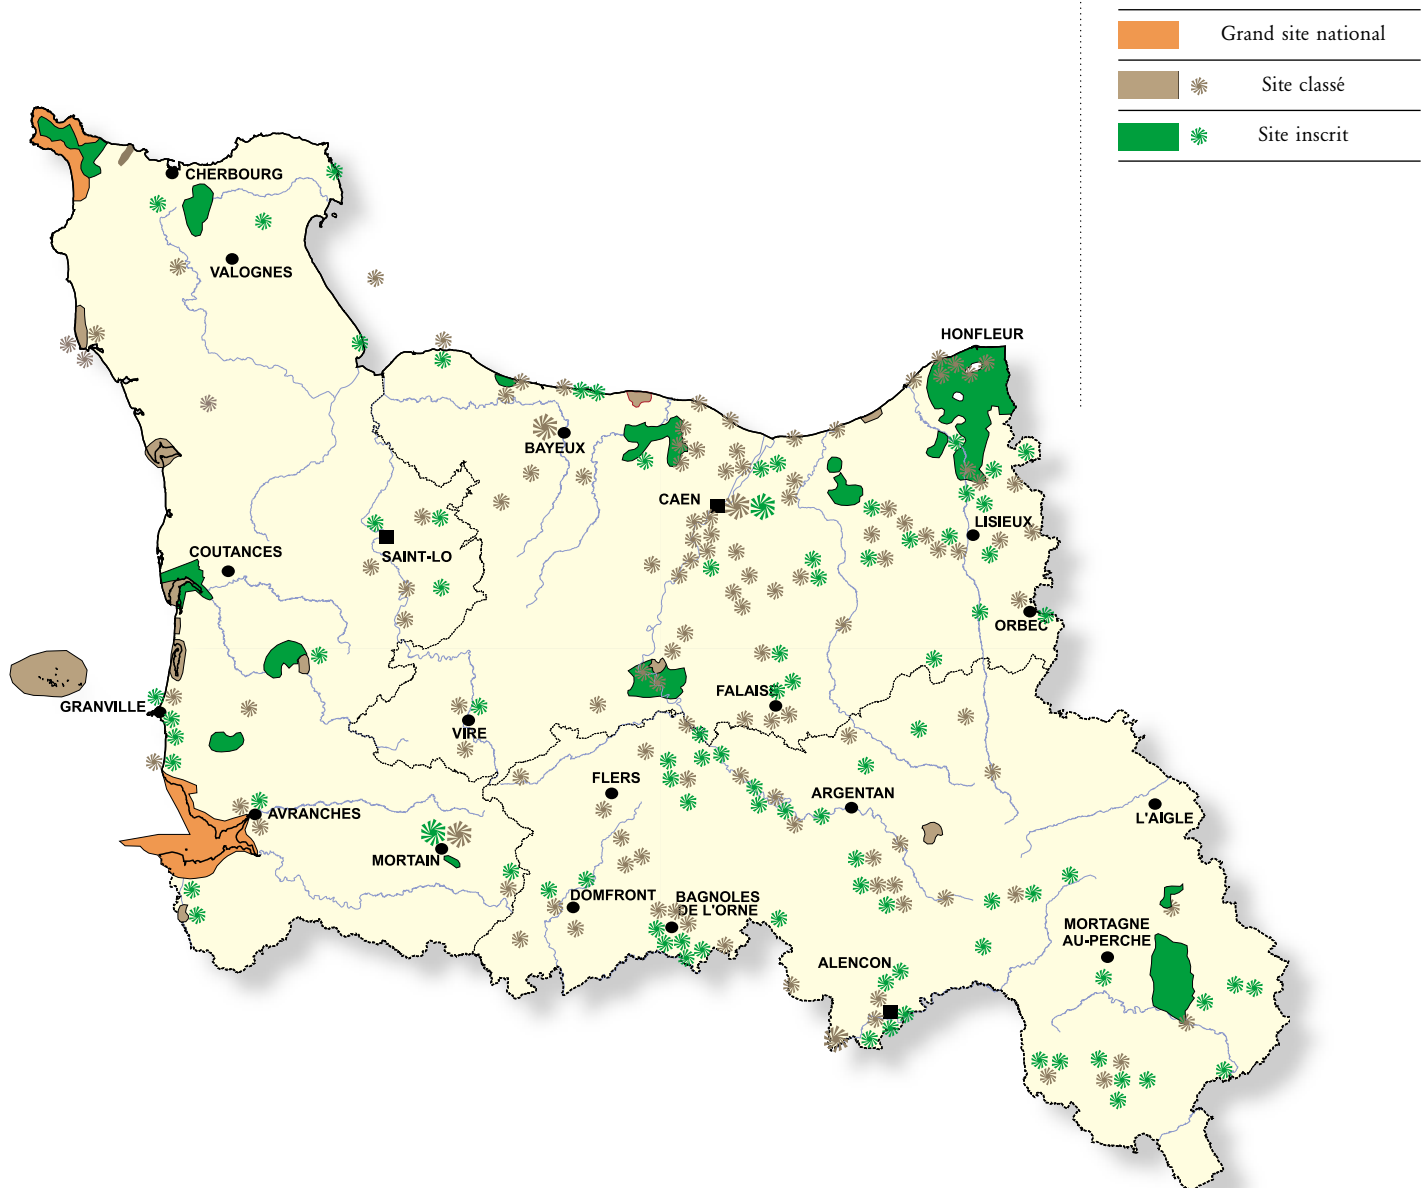 Grand site national
Site classé
Site inscrit
CHERBOURG
VALOGNES
HONFLEUR
BAYEUX
CAEN
LISIEUX
COUTANCES
SAINT-LO
ORBEC
GRANVILLE
FALAISE
VIRE
FLERS
ARGENTAN
L'AIGLE
AVRANCHES
MORTAIN
DOMFRONT
BAGNOLES
DE L'ORNE
MORTAGNE
AU-PERCHE
ALENCON